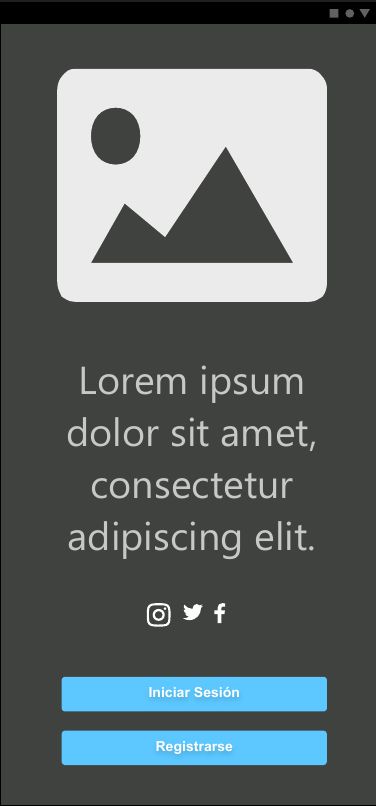 Lorem ipsum
dolor sit amet,
consectetur
adipiscing elit.
Iniciar Sesión
Registrarse